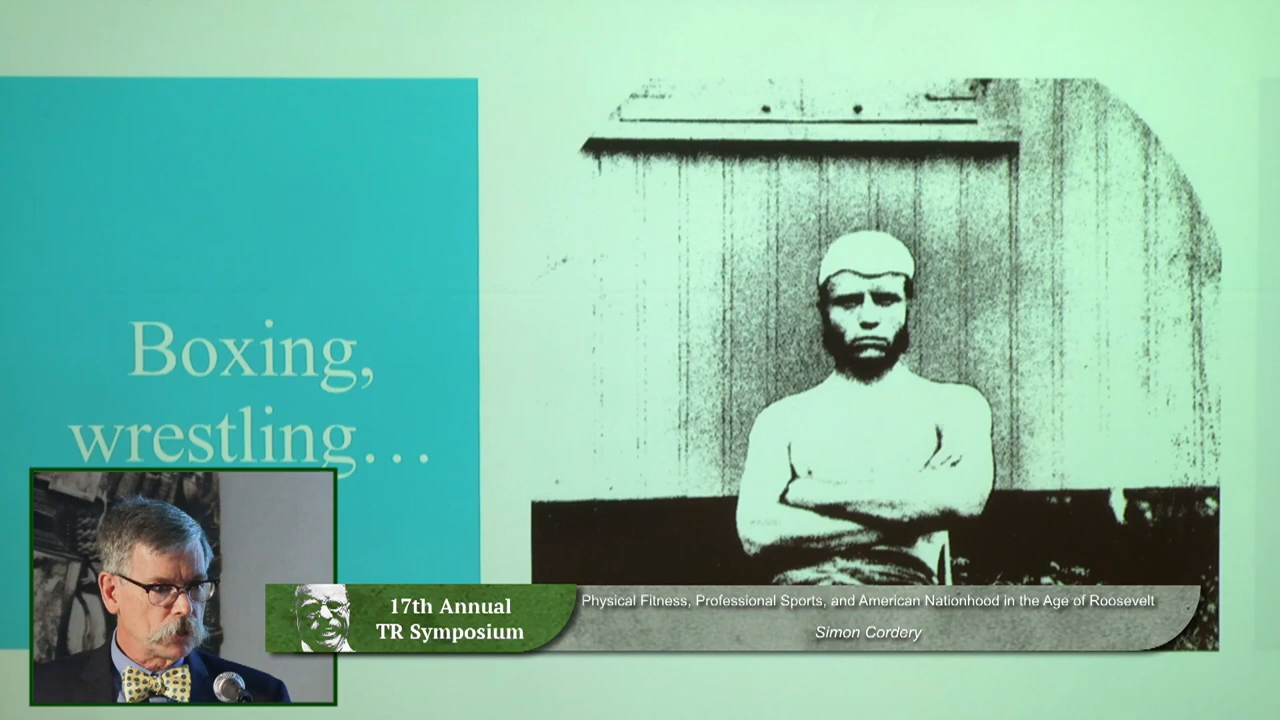 Boxing,
wrestling…
17th Annual
TR Symposium
Physical Fitness, Professional Sports, and American Nationhood in the Age of Roosevelt
Simon Cordery